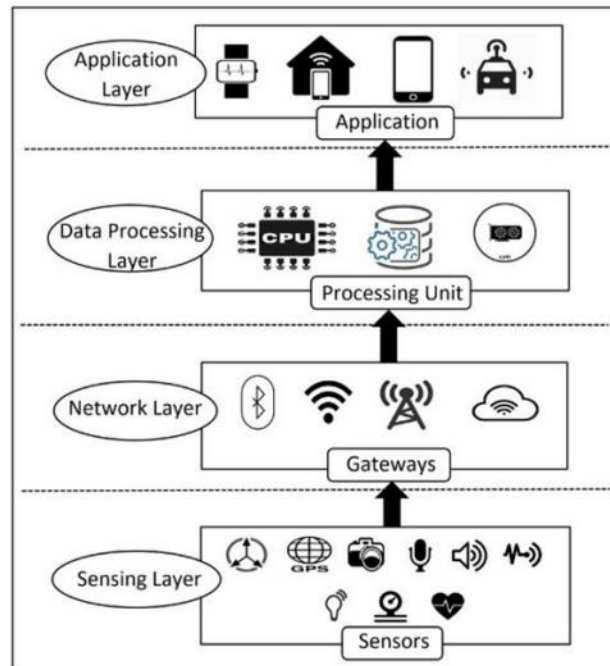 Application
Layer
Application
Data Processing
Layer
CPU
Processing Unit
Network Layer
Gateways
Sensing Layer
GPS
Sensors